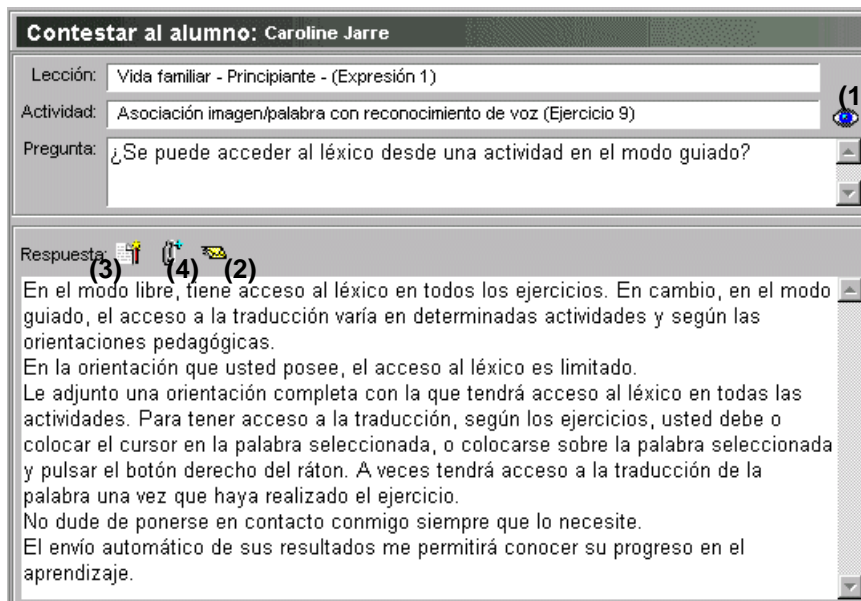 Contestar al alumno: Caroline Jarre
Lección: Vida familiar - Principiante - (Expresión 1)
(1
Actividad: Asociación imagen/palabra con reconocimiento de voz (Ejercicio 9)
Pregunta: ¿Se puede acceder al léxico desde una actividad en el modo guiado?
Respuesta: (3) (4) (2)
En el modo libre, tiene acceso al léxico en todos los ejercicios. En cambio, en el modo
guiado, el acceso a la traducción varía en determinadas actividades y según las
orientaciones pedagógicas.
En la orientación que usted posee, el acceso al léxico es limitado.
Le adjunto una orientación completa con la que tendrá acceso al léxico en todas las
actividades. Para tener acceso a la traducción, según los ejercicios, usted debe o
colocar el cursor en la palabra seleccionada, o colocarse sobre la palabra seleccionada
y pulsar el botón derecho del ráton. A veces tendrá acceso a la traducción de la
palabra una vez que haya realizado el ejercicio.
No dude de ponerse en contacto conmigo siempre que lo necesite.
El envío automático de sus resultados me permitirá conocer su progreso en el
aprendizaje.